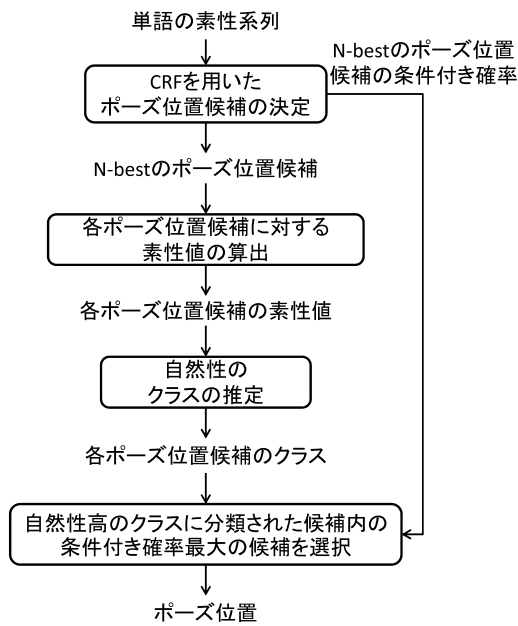 単語の素性系列
N-bestのポーズ位置
候補の条件付き確率
CRFを用いた
ポーズ位置候補の決定
N-bestのポーズ位置候補
各ポーズ位置候補に対する
素性値の算出
各ポーズ位置候補の素性値
自然性の
クラスの推定
各ポーズ位置候補のクラス
自然性高のクラスに分類された候補内の
条件付き確率最大の候補を選択
ポーズ位置